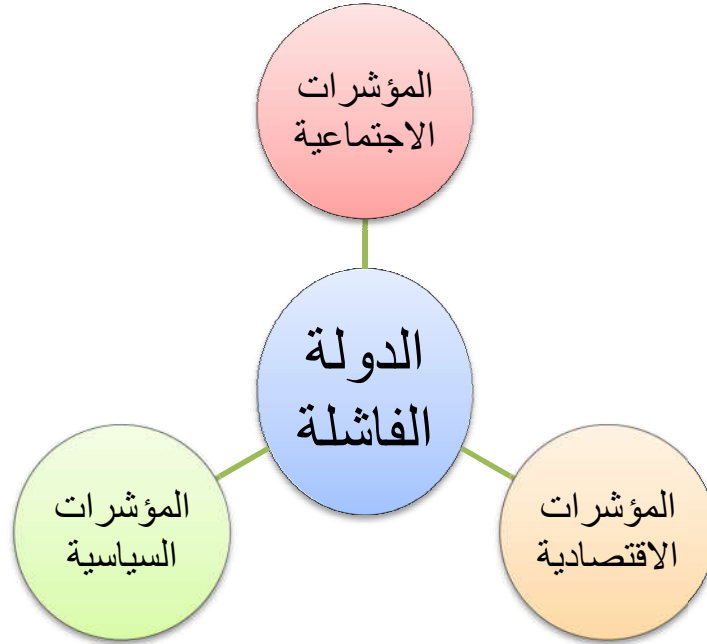 المؤشرات
الاجتماعية
الدولة
الفاشلة
المؤشرات
الاقتصادية
المؤشرات
السياسية